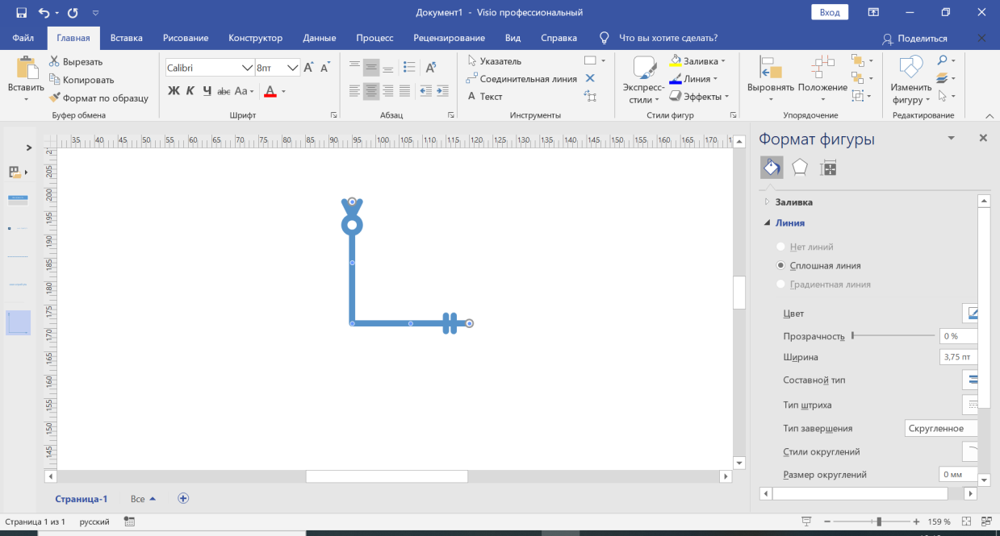 Документ1 - Visio профессиональный
Вход
Файл Главная Вставка Рисование Конструктор Данные Процесс Рецензирование Вид Справка Что вы хотите сделать? Поделиться
Вставить
Вырезать
Копировать
Формат по образцу
Буфер обмена
Calibri 8пт A A
Ж К Ч abc Aa A
Шрифт
А
Абзац
Указатель
Соединительная линия
A Текст
Инструменты
Экспресс-
стили
Заливка
Линия
Эффекты
Стили фигур
Выровнять Положение
Упорядочение
Изменить
фигуру
Редактирование
35 40 45 50 55 60 65 70 75 80 85 90 95 100 105 110 115 120 125 130 135 140 145 150 155 160 165 170
205
200
195
190
185
180
175
170
165
160
155
150
145
Формат фигуры
Заливка
Линия
Нет линий
Сплошная линия
Градиентная линия
Цвет
Прозрачность 0 %
Ширина 3,75 пт
Составной тип
Тип штриха
Тип завершения Скругленное
Стили округлений
Размер округлений 0 мм
Страница-1 Все
Страница 1 из 1 русский 159 %